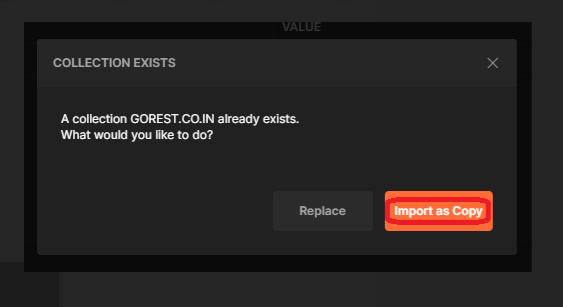 VALUE
COLLECTION EXISTS
A collection GOREST.CO.IN already exists.
What would you like to do?
Replace
Import as Copy